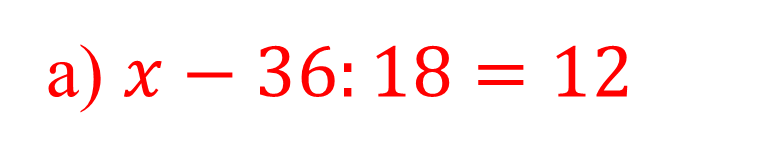 a) x − 36: 18 = 12